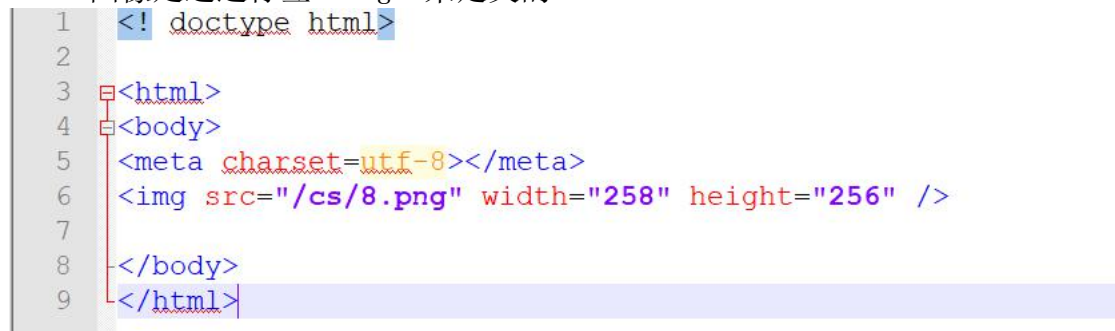 1 <! doctype html>
2
3 <html>
4 <body>
5 <meta charset=utf-8></meta>
6 <img src="/cs/8.png" width="258" height="256" />
7
8 </body>
9 </html>